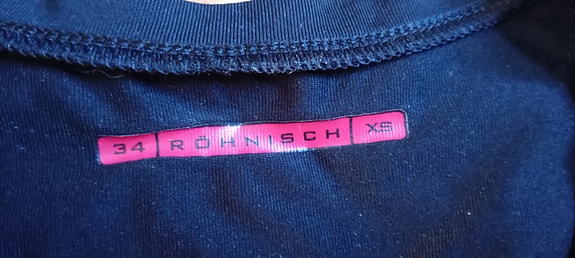 34 | RÖHNISCH | XS